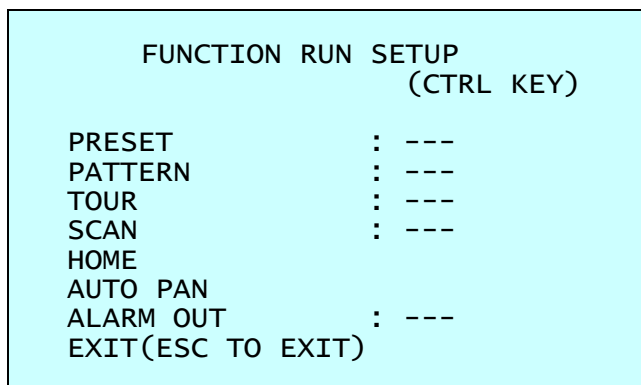 FUNCTION RUN SETUP
(CTRL KEY)
PRESET : ---
PATTERN : ---
TOUR : ---
SCAN : ---
HOME
AUTO PAN
ALARM OUT : ---
EXIT(ESC TO EXIT)